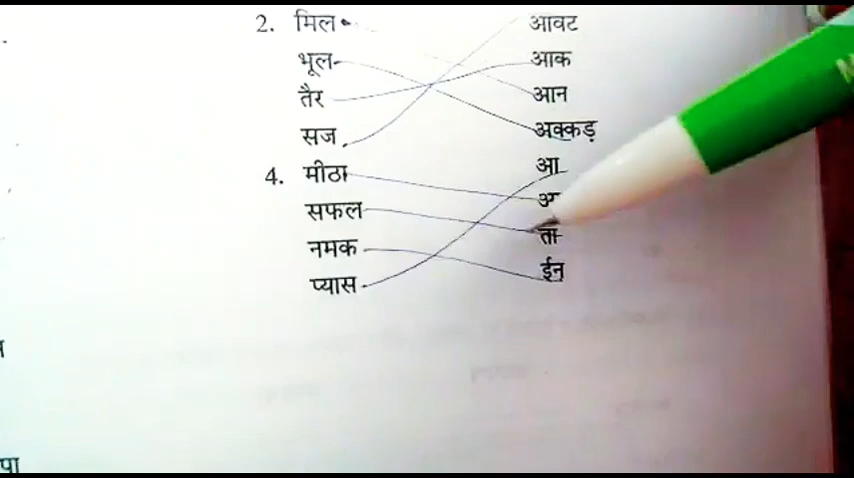 2. मिल आवट
भूल आक
तैर आन
सज अक्कड़
4. मीठा आ
सफल
नमक ता
प्यास ईन
पा